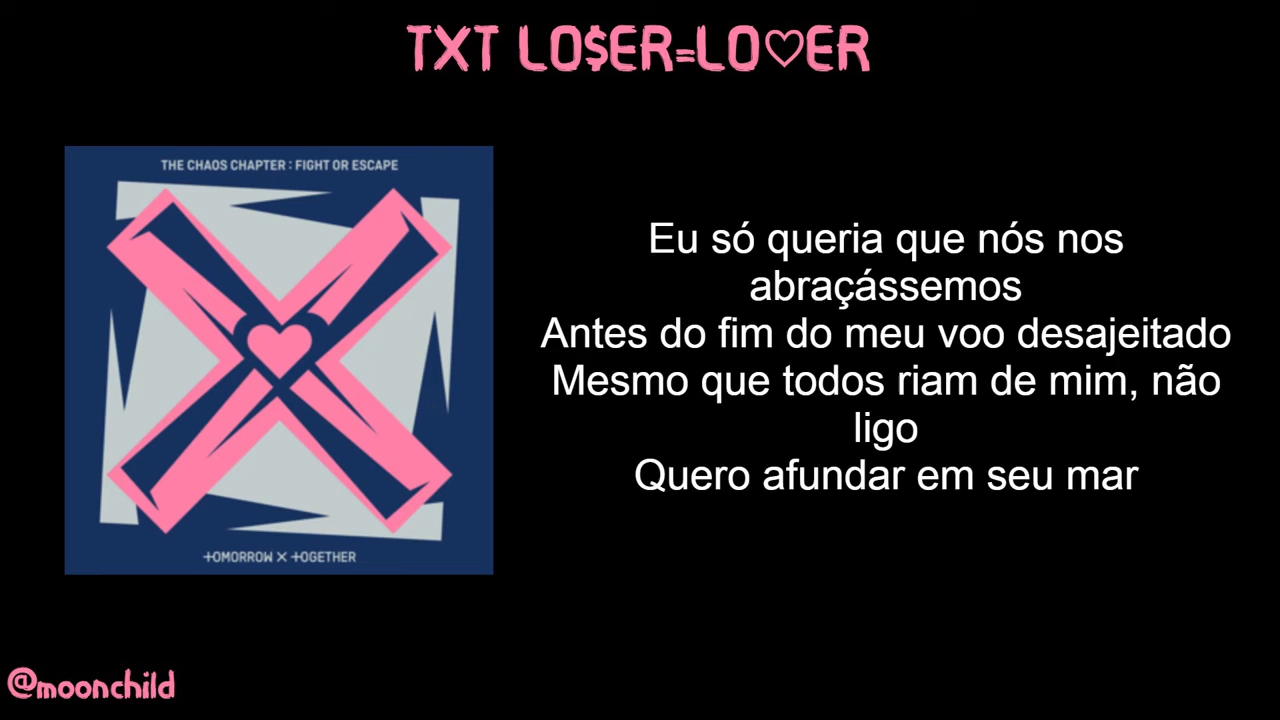 TXT LO$ER=LO♡ER
THE CHAOS CHAPTER : FIGHT OR ESCAPE
TOMORROW X TOGETHER
Eu só queria que nós nos
abraçássemos
Antes do fim do meu voo desajeitado
Mesmo que todos riam de mim, não
ligo
Quero afundar em seu mar
@moonchild